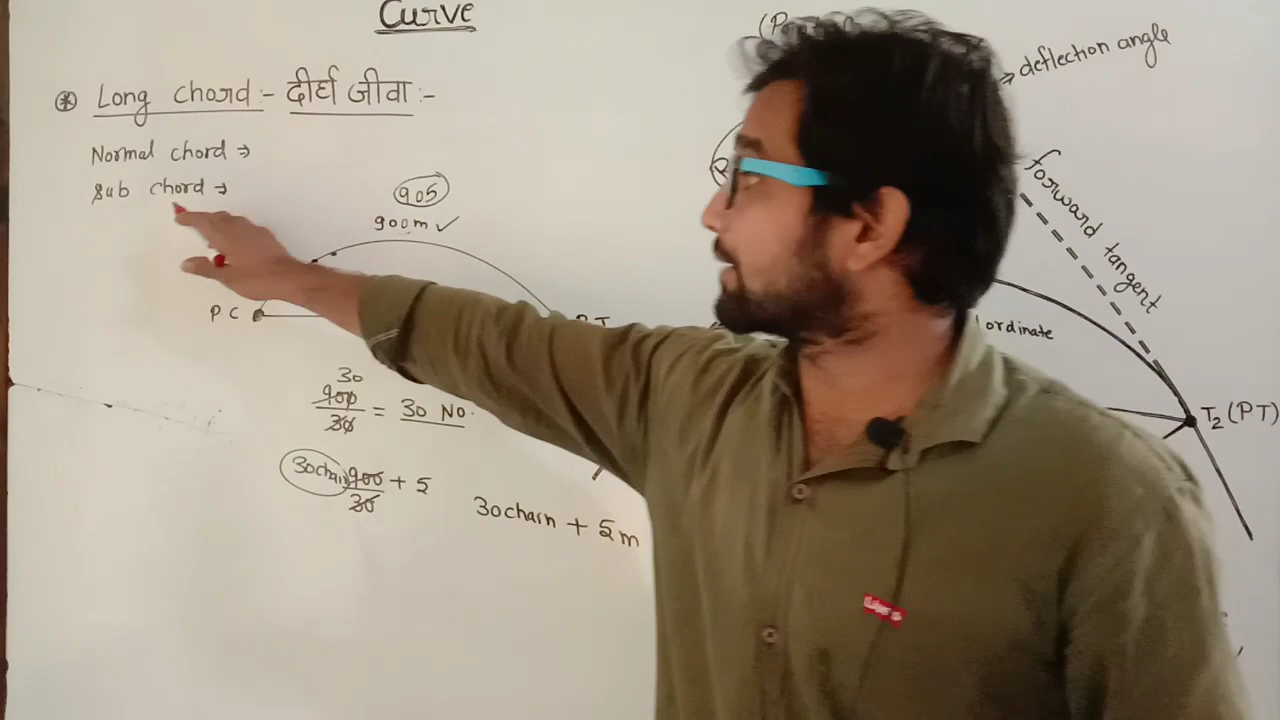 Curve
* Long chord :- दीर्घ जीवा :-
Normal chord ⇒
Sub chord →
905
900m ✓
PC
PT
30
900/30 = 30 No.
30chain 900/30 + 5
30chain + 5m
→ deflection angle
forward tangent
ordinate
T₂ (PT)